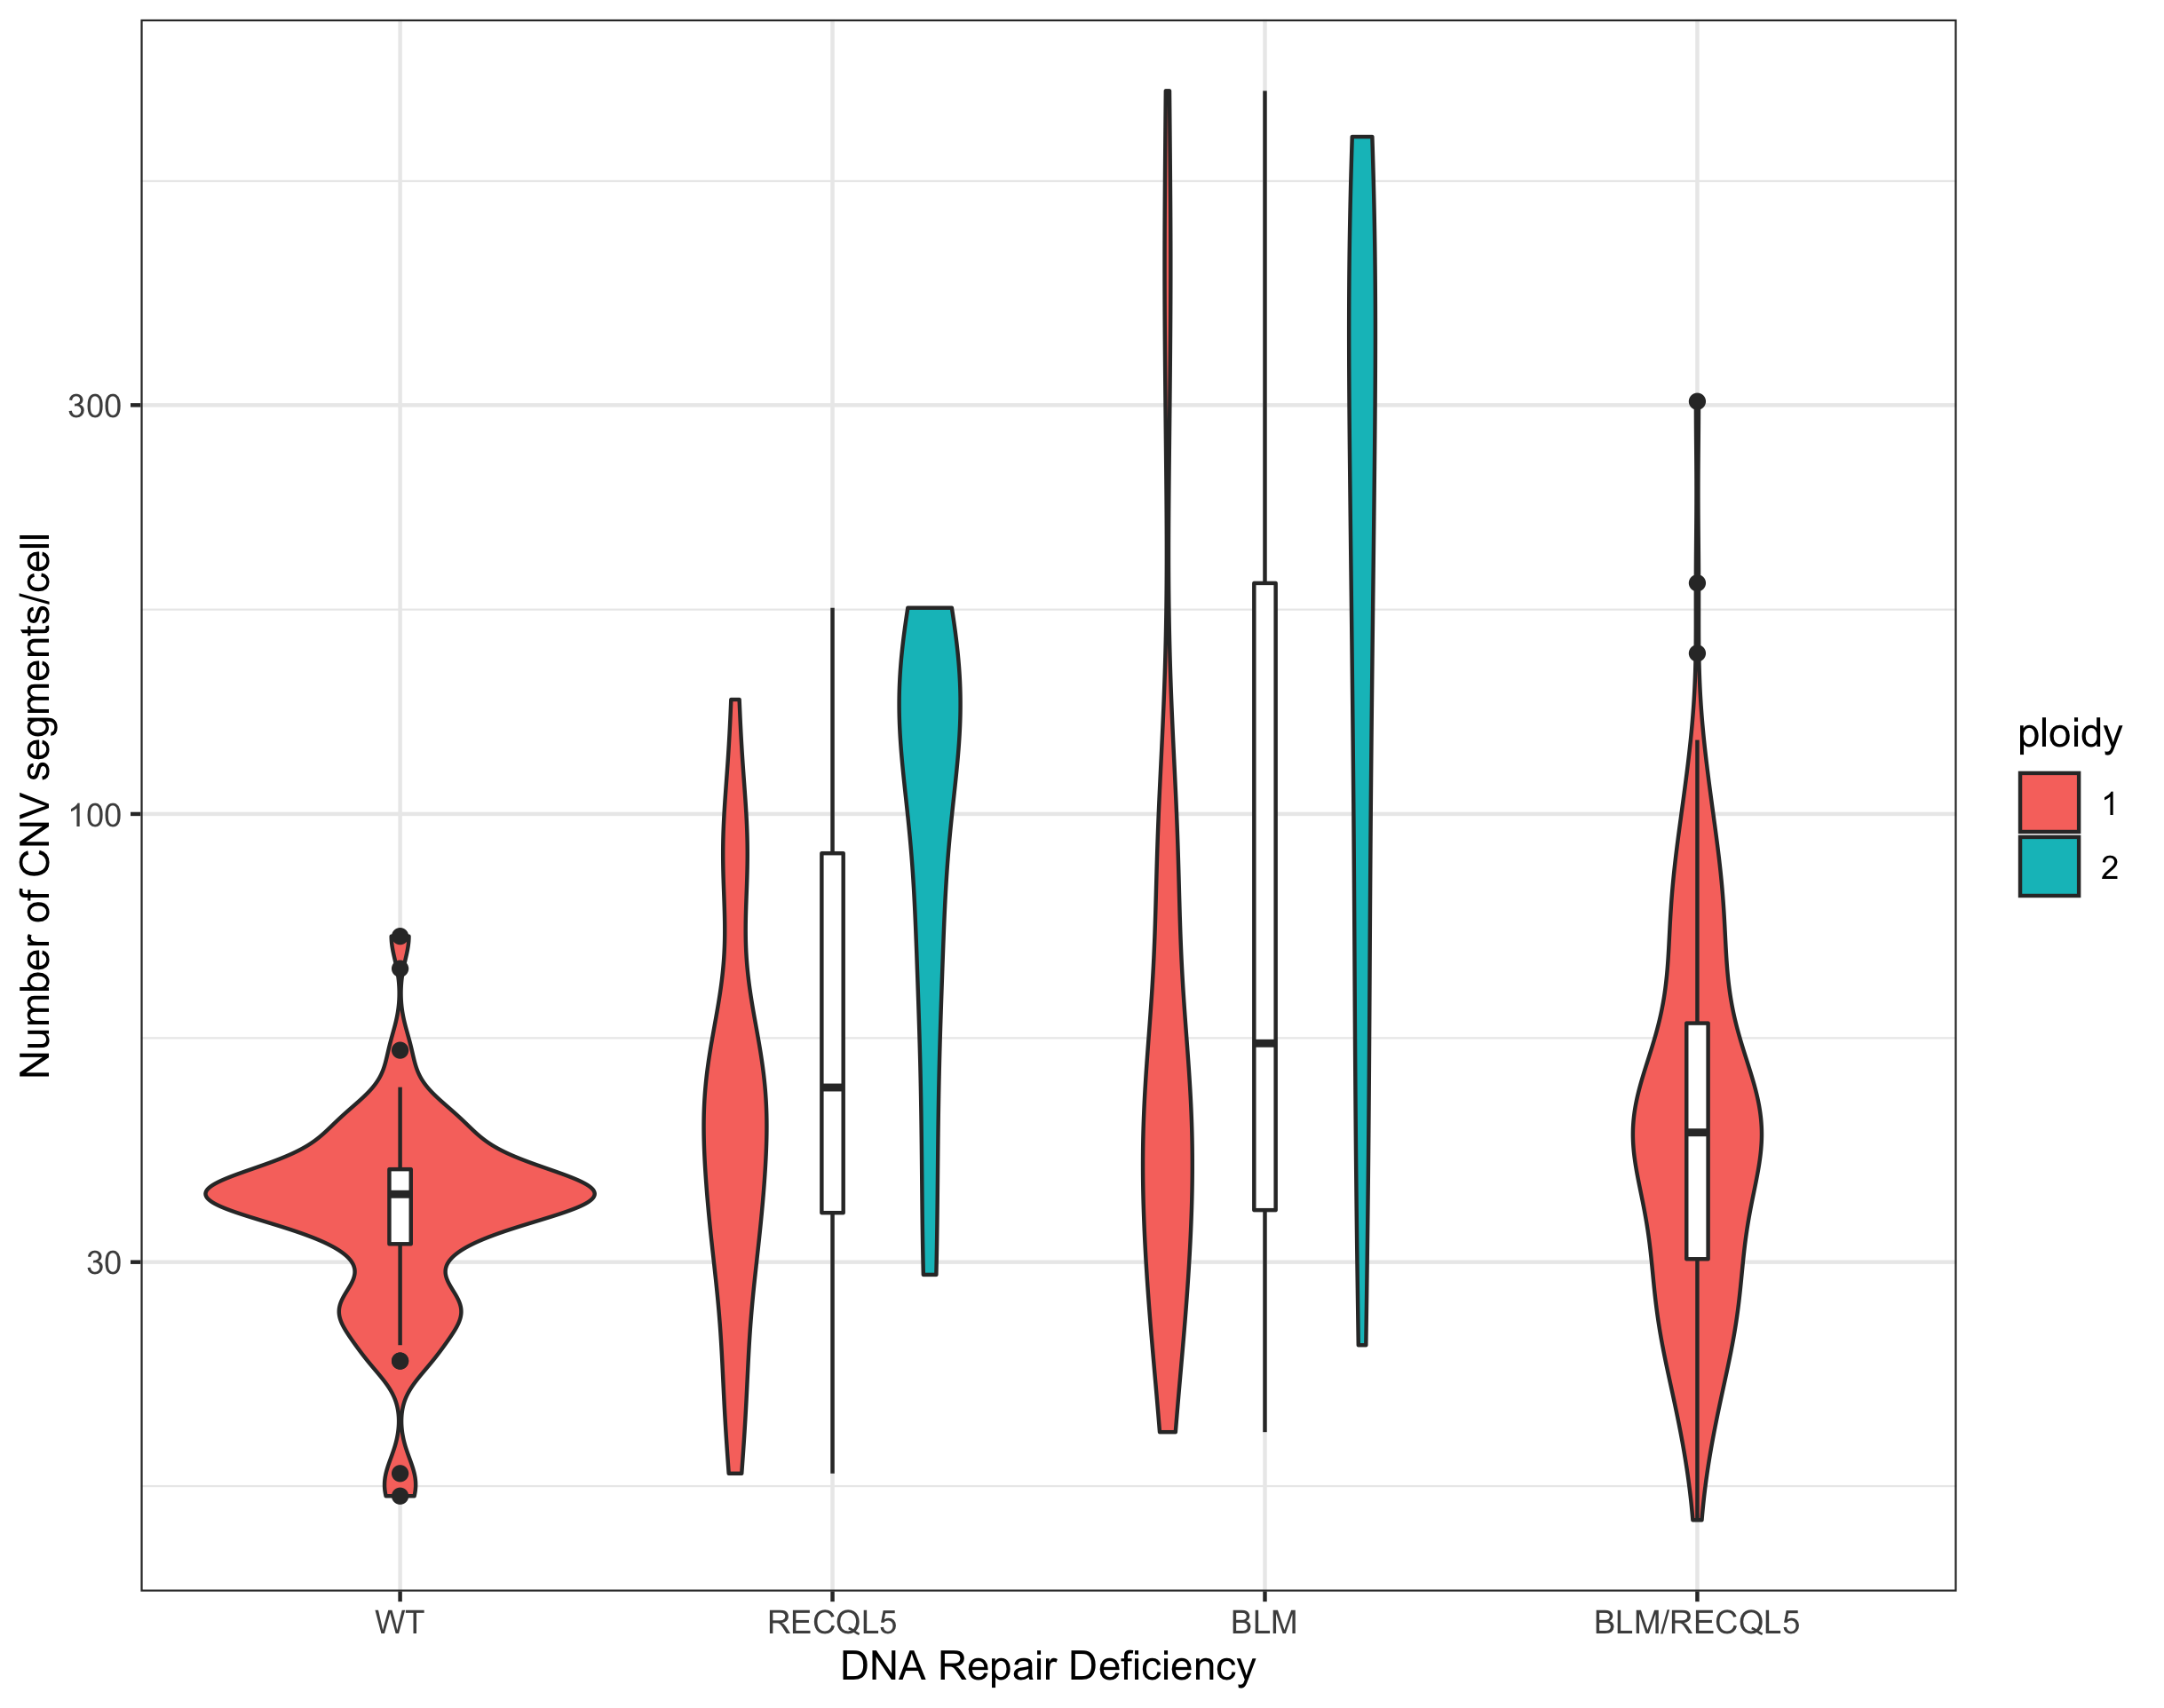 Number of CNV segments/cell
300
100
30
WT
RECQL5
BLM
BLM/RECQL5
DNA Repair Deficiency
ploidy
1
2